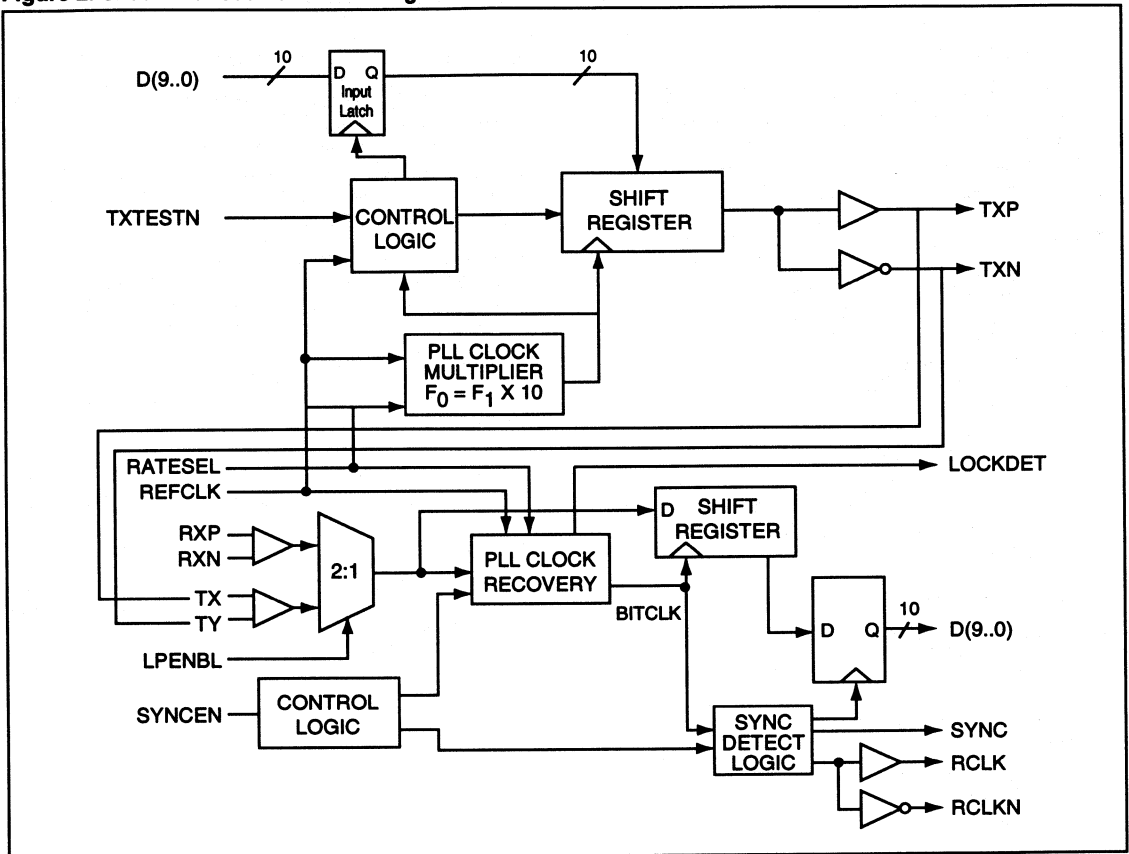 10
10
D(9..0)
D Q
Input
Latch
TXTESTN
CONTROL
LOGIC
SHIFT
REGISTER
TXP
TXN
PLL CLOCK
MULTIPLIER
F0 = F1 X 10
RATESEL
LOCKDET
REFCLK
D SHIFT
REGISTER
RXP
RXN
2:1
PLL CLOCK
RECOVERY
TX
TY
BITCLK
D Q
10
D(9..0)
LPENBL
SYNCEN
CONTROL
LOGIC
SYNC
DETECT
LOGIC
SYNC
RCLK
RCLKN